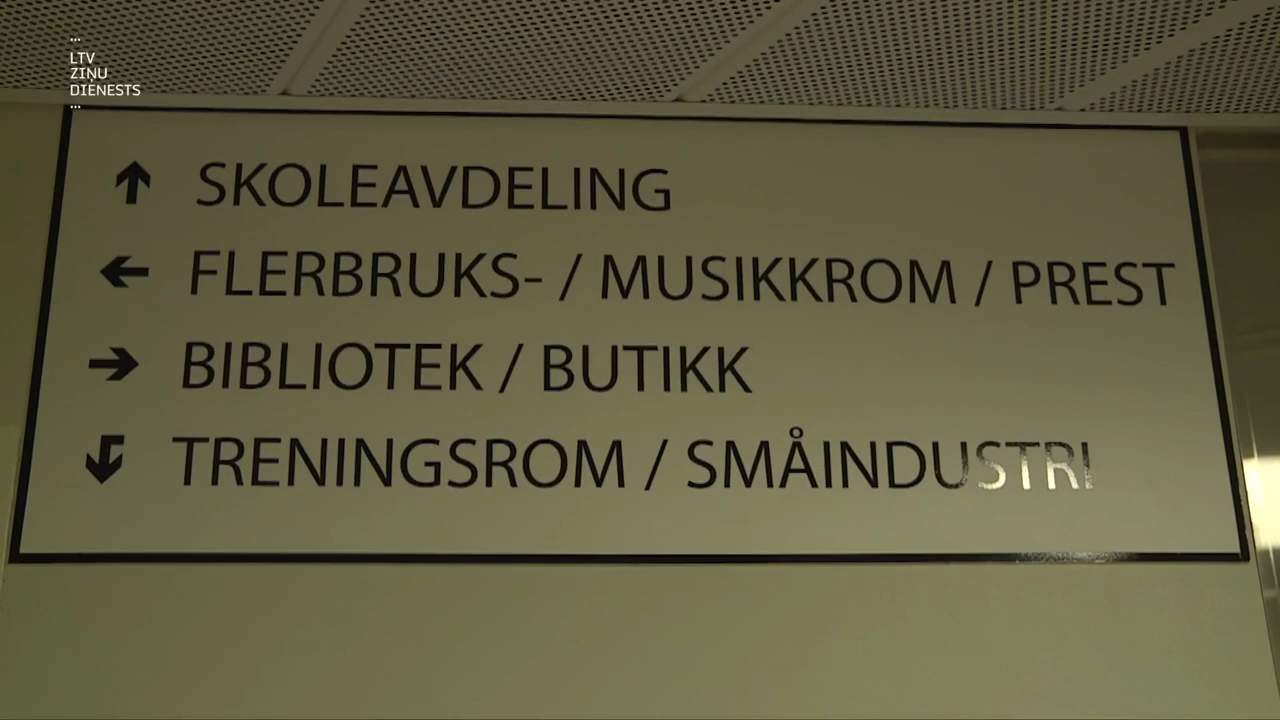 LTV
ZIŅU
DIENESTS
SKOLEAVDELING
FLERBRUKS- / MUSIKKROM / PREST
BIBLIOTEK / BUTIKK
TRENINGSROM / SMÅINDUSTRI